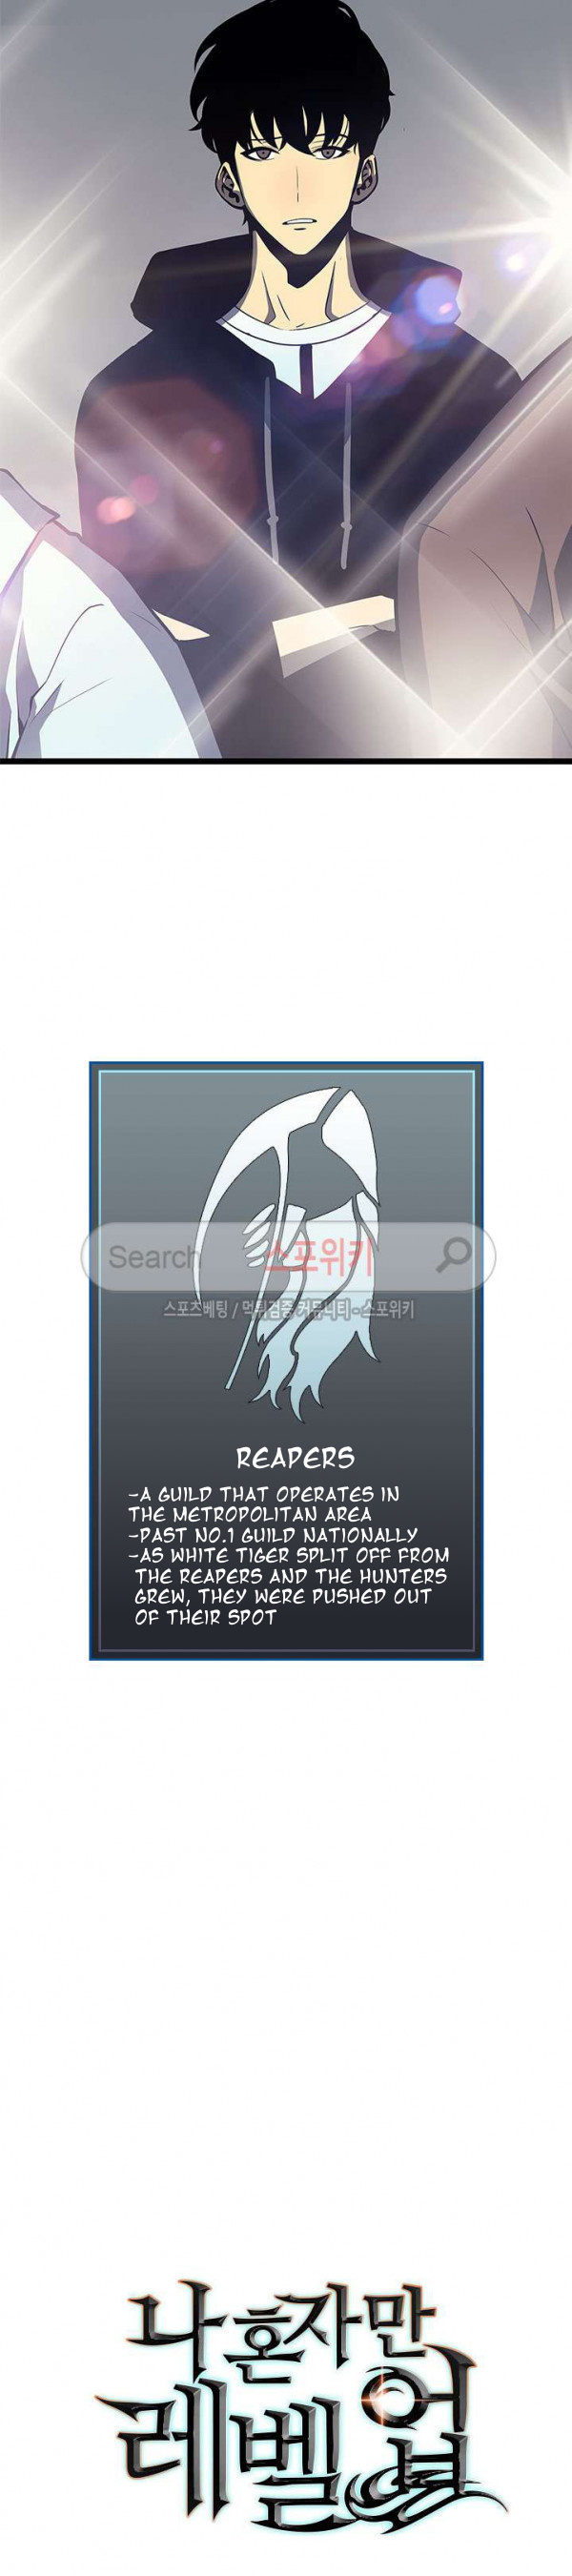 Search 스포위키
스포츠베팅 / 먹튀검증 커뮤니티 - 스포위키
REAPERS
-A GUILD THAT OPERATES IN
THE METROPOLITAN AREA
-PAST NO.1 GUILD NATIONALLY
-AS WHITE TIGER SPLIT OFF FROM
THE REAPERS AND THE HUNTERS
GREW, THEY WERE PUSHED OUT
OF THEIR SPOT
나 혼자만
레벨업